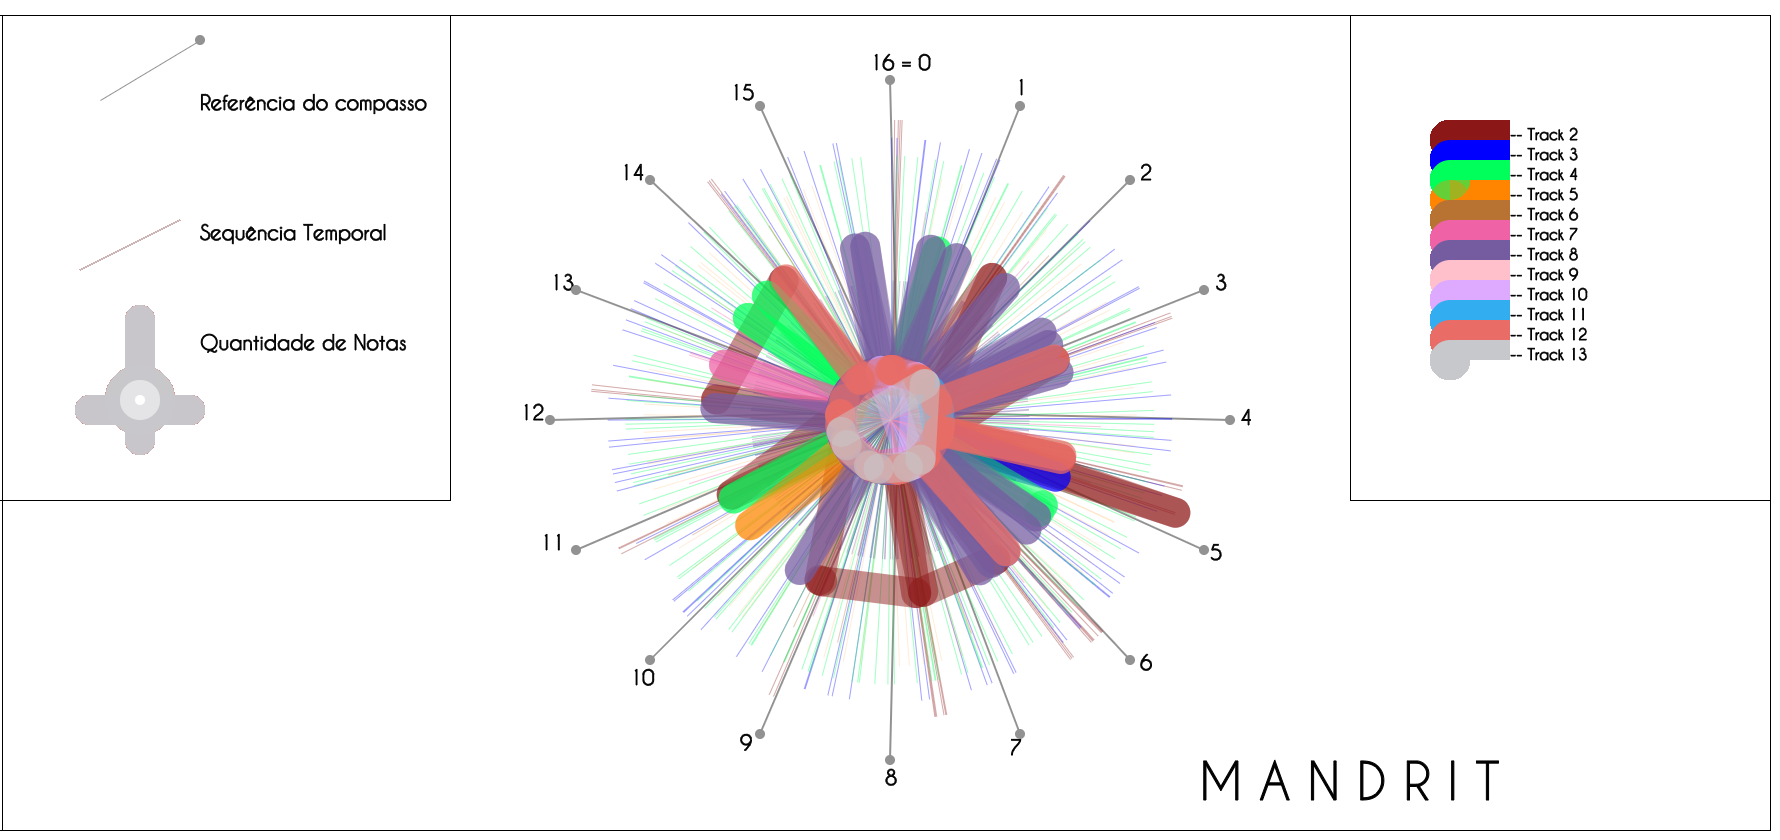 Referência do compasso
Sequência Temporal
Quantidade de Notas
16 = 0
1
2
3
4
5
6
7
8
9
10
11
12
13
14
15
-- Track 2
-- Track 3
-- Track 4
-- Track 5
-- Track 6
-- Track 7
-- Track 8
-- Track 9
-- Track 10
-- Track 11
-- Track 12
-- Track 13
MANDRIT